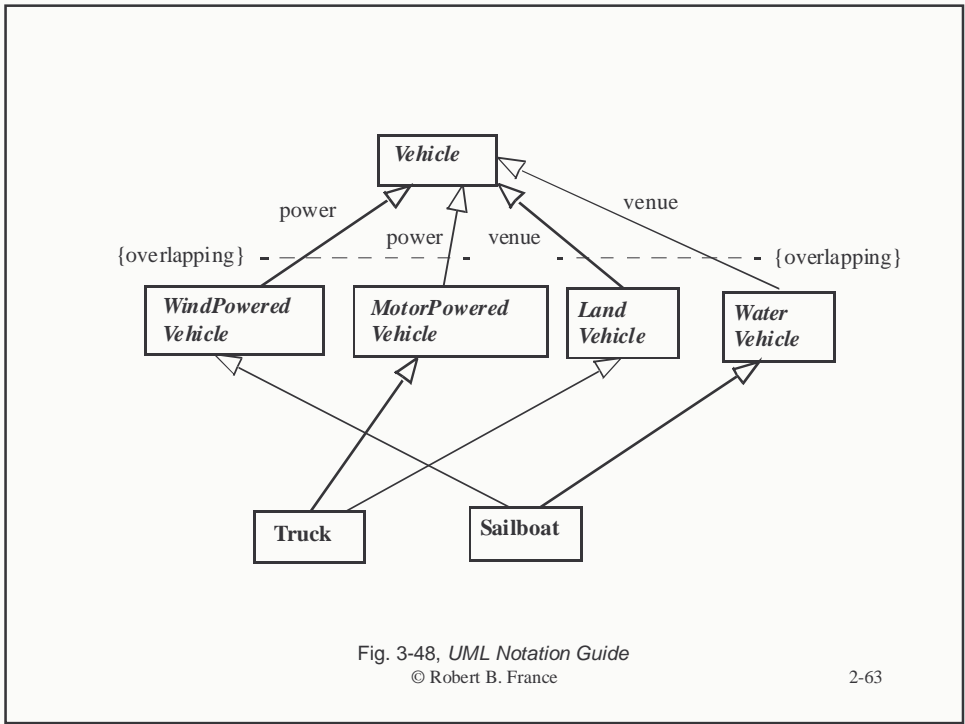 Vehicle
power
venue
power
venue
{overlapping}
{overlapping}
WindPowered
Vehicle
MotorPowered
Vehicle
Land
Vehicle
Water
Vehicle
Truck
Sailboat
Fig. 3-48, UML Notation Guide
© Robert B. France
2-63